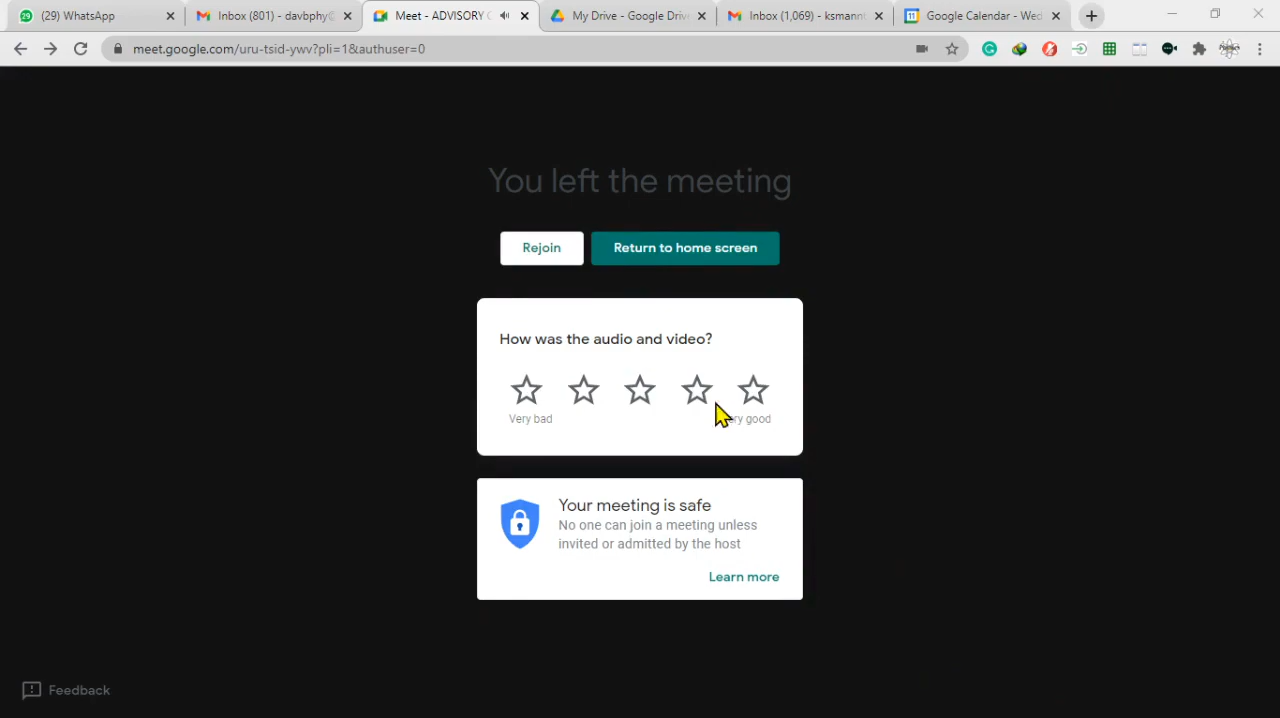 (29) WhatsApp
Inbox (801) - davbphy
Meet - ADVISORY
My Drive - Google Drive
Inbox (1,069) - ksmannt
Google Calendar - Wed
meet.google.com/uru-tsid-ywv?pli=1&authuser=0
You left the meeting
Rejoin
Return to home screen
How was the audio and video?
Very bad
ry good
Your meeting is safe
No one can join a meeting unless
invited or admitted by the host
Learn more
Feedback